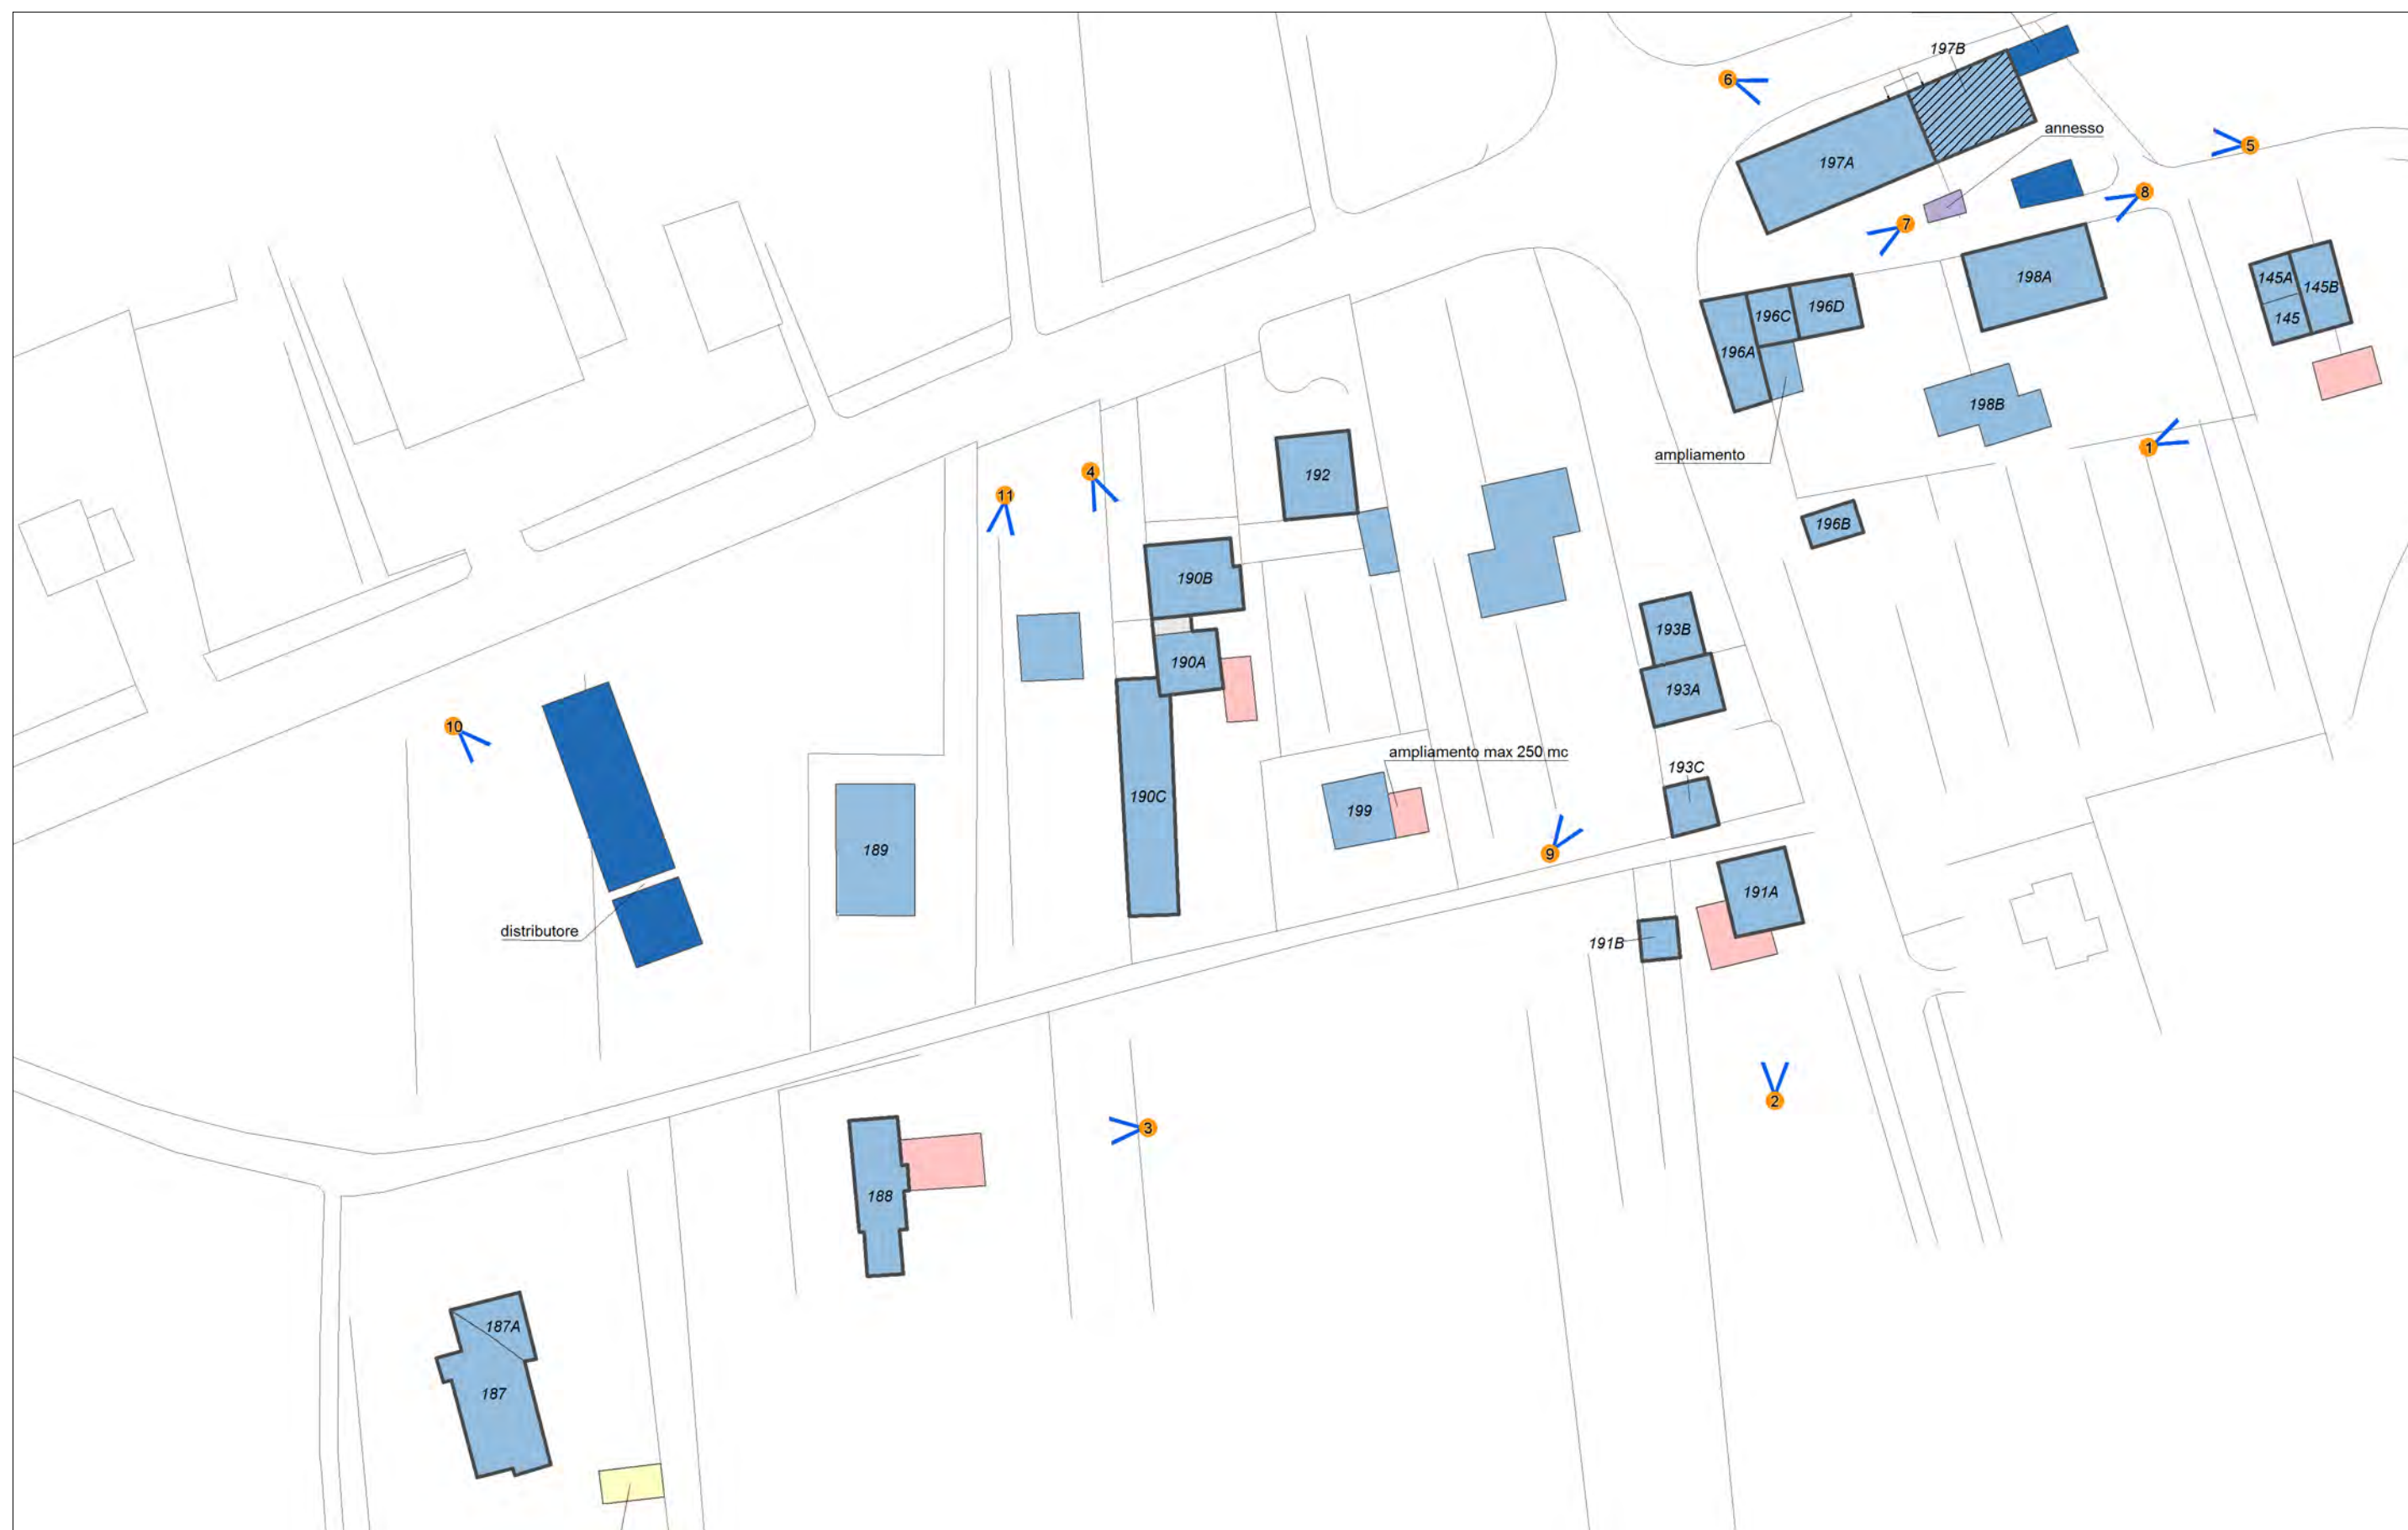 197B
6
annesso
5
197A
8
7
198A
145A
145B
196C
196D
145
196A
198B
ampliamento
1
4
192
11
196B
190B
193B
190A
193A
10
ampliamento max 250 mc
193C
190C
199
189
9
191A
distributore
191B
2
3
188
187A
187